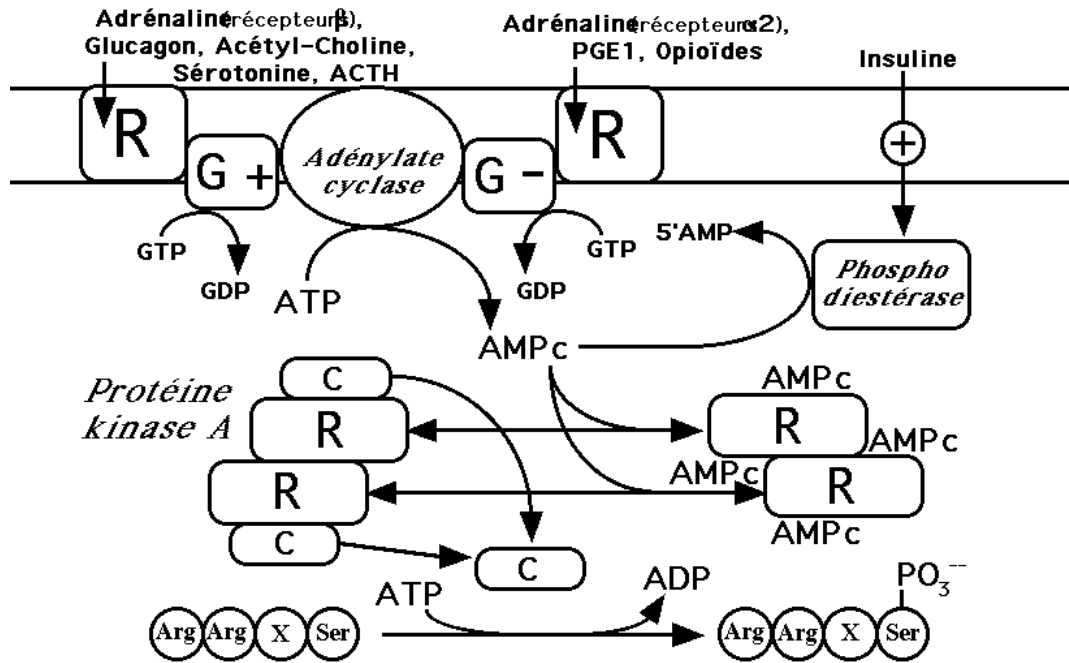 Adrénaline(récepteurs β),
Glucagon, Acétyl-Choline,
Sérotonine, ACTH
Adrénaline(récepteurs α2),
PGE1, Opioïdes
Insuline
R
G +
Adénylate
cyclase
G -
R
+
GTP
GDP
ATP
GDP
GTP
5'AMP
Phospho
diestérase
AMPc
Protéine
kinase A
C
R
R
C
AMPc
R
AMPc
AMPc
R
AMPc
C
ATP
ADP
PO3--
Arg Arg X Ser
Arg Arg X Ser